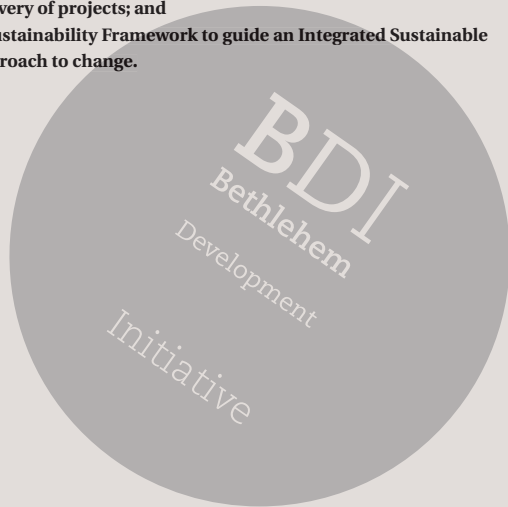 very of projects; and
ustainability Framework to guide an Integrated Sustainable
roach to change.
BDI
Bethlehem
Development
Initiative